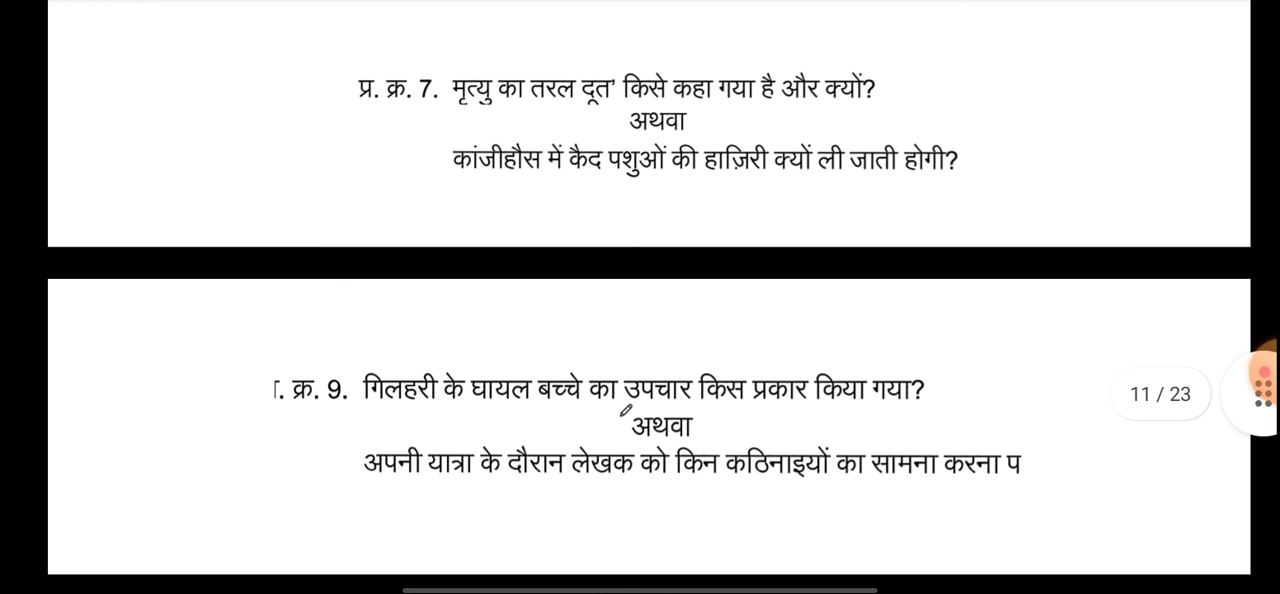 प्र. क्र. 7. मृत्यु का तरल दूत' किसे कहा गया है और क्यों?
अथवा
कांजीहौस में कैद पशुओं की हाज़िरी क्यों ली जाती होगी?
क्र. 9. गिलहरी के घायल बच्चे का उपचार किस प्रकार किया गया?
अथवा
11 / 23
अपनी यात्रा के दौरान लेखक को किन कठिनाइयों का सामना करना प